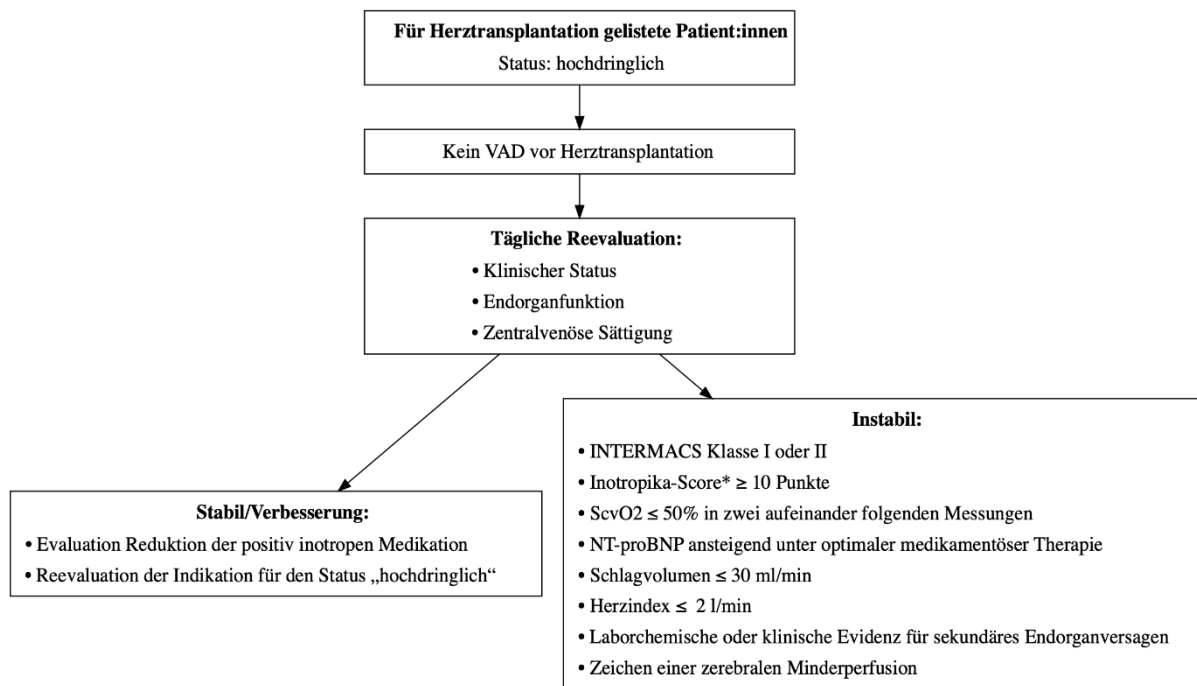 Für Herztransplantation gelistete Patient:innen
Status: hochdringlich
Kein VAD vor Herztransplantation
Tägliche Reevaluation:
• Klinischer Status
• Endorganfunktion
• Zentralvenöse Sättigung
Stabil/Verbesserung:
• Evaluation Reduktion der positiv inotropen Medikation
• Reevaluation der Indikation für den Status „hochdringlich“
Instabil:
• INTERMACS Klasse I oder II
• Inotropika-Score* ≥ 10 Punkte
• ScvO2 ≤ 50% in zwei aufeinander folgenden Messungen
• NT-proBNP ansteigend unter optimaler medikamentöser Therapie
• Schlagvolumen ≤ 30 ml/min
• Herzindex ≤ 2 l/min
• Laborchemische oder klinische Evidenz für sekundäres Endorganversagen
• Zeichen einer zerebralen Minderperfusion